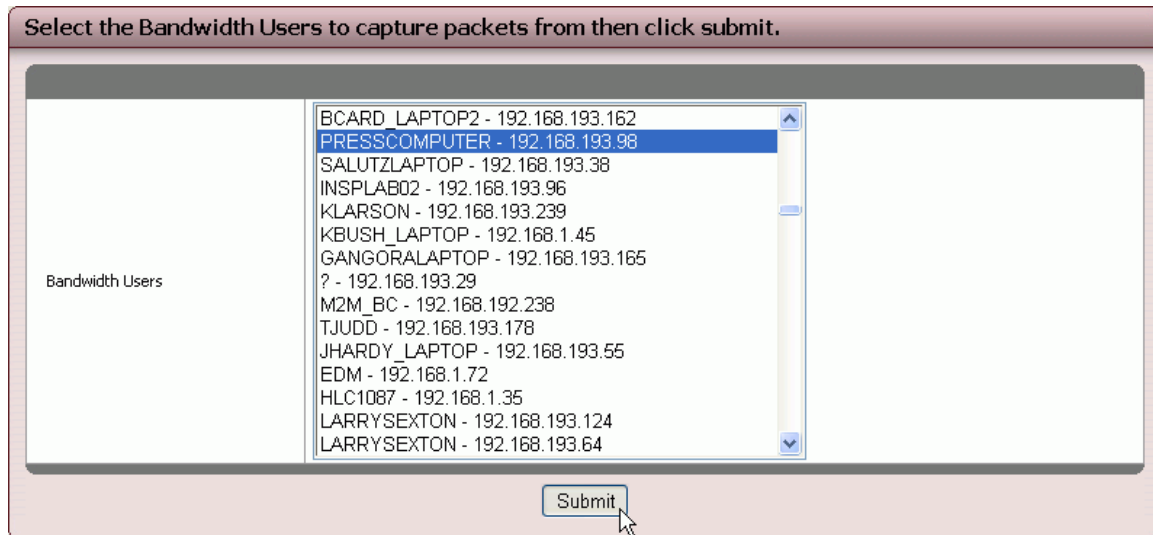 Select the Bandwidth Users to capture packets from then click submit.
Bandwidth Users
BCARD_LAPTOP2 - 192.168.193.162
PRESSCOMPUTER - 192.168.193.98
SALUTZLAPTOP - 192.168.193.38
INSPLAB02 - 192.168.193.96
KLARSON - 192.168.193.239
KBUSH_LAPTOP - 192.168.1.45
GANGORALAPTOP - 192.168.193.165
? - 192.168.193.29
M2M_BC - 192.168.192.238
TJUDD - 192.168.193.178
JHARDY_LAPTOP - 192.168.193.55
EDM - 192.168.1.72
HLC1087 - 192.168.1.35
LARRYSEXTON - 192.168.193.124
LARRYSEXTON - 192.168.193.64
Submit